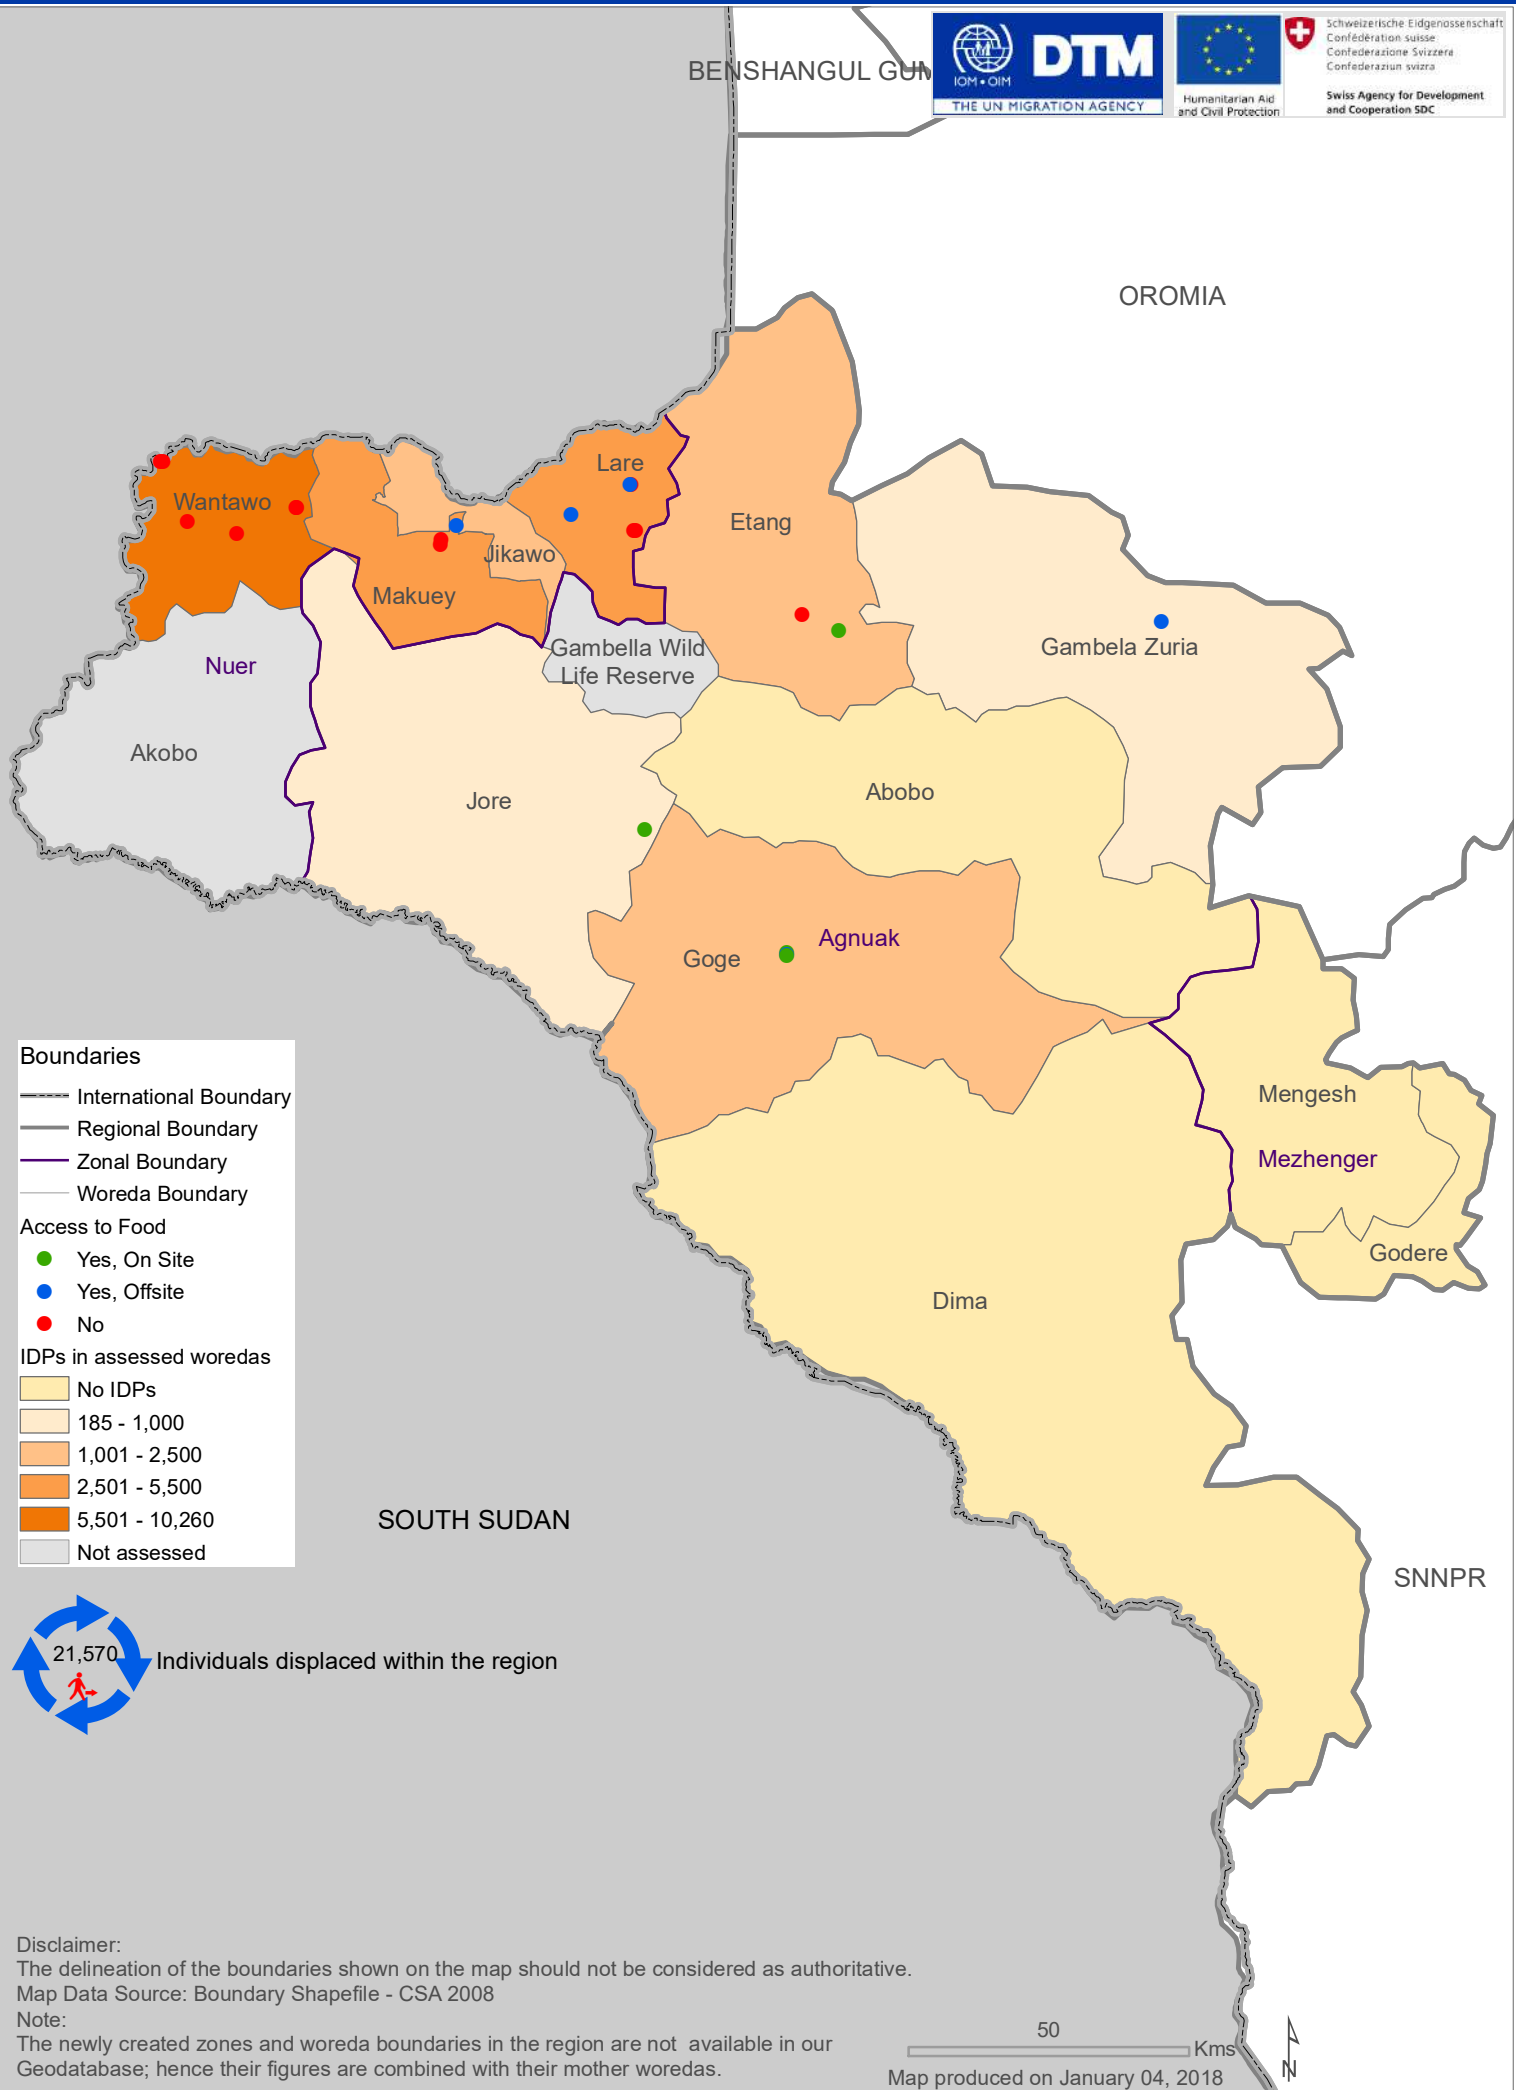 BENSHANGUL GUM
IOM • OIM
DTM
THE UN MIGRATION AGENCY
Humanitarian Aid
and Civil Protection
Schweizerische Eidgenossenschaft
Confédération suisse
Confederazione Svizzera
Confederaziun svizra
Swiss Agency for Development
and Cooperation SDC
OROMIA
Lare
Wantawo
Etang
Jikawo
Makuey
Gambella Wild
Life Reserve
Gambela Zuria
Nuer
Akobo
Jore
Abobo
Agnuak
Goge
Mengesh
Mezhenger
Godere
Dima
Boundaries
International Boundary
Regional Boundary
Zonal Boundary
Woreda Boundary
Access to Food
Yes, On Site
Yes, Offsite
No
IDPs in assessed woredas
No IDPs
185 - 1,000
1,001 - 2,500
2,501 - 5,500
5,501 - 10,260
Not assessed
SOUTH SUDAN
SNNPR
21,570
Individuals displaced within the region
Disclaimer:
The delineation of the boundaries shown on the map should not be considered as authoritative.
Map Data Source: Boundary Shapefile - CSA 2008
Note:
The newly created zones and woreda boundaries in the region are not available in our
Geodatabase; hence their figures are combined with their mother woredas.
50
Kms
N
Map produced on January 04, 2018